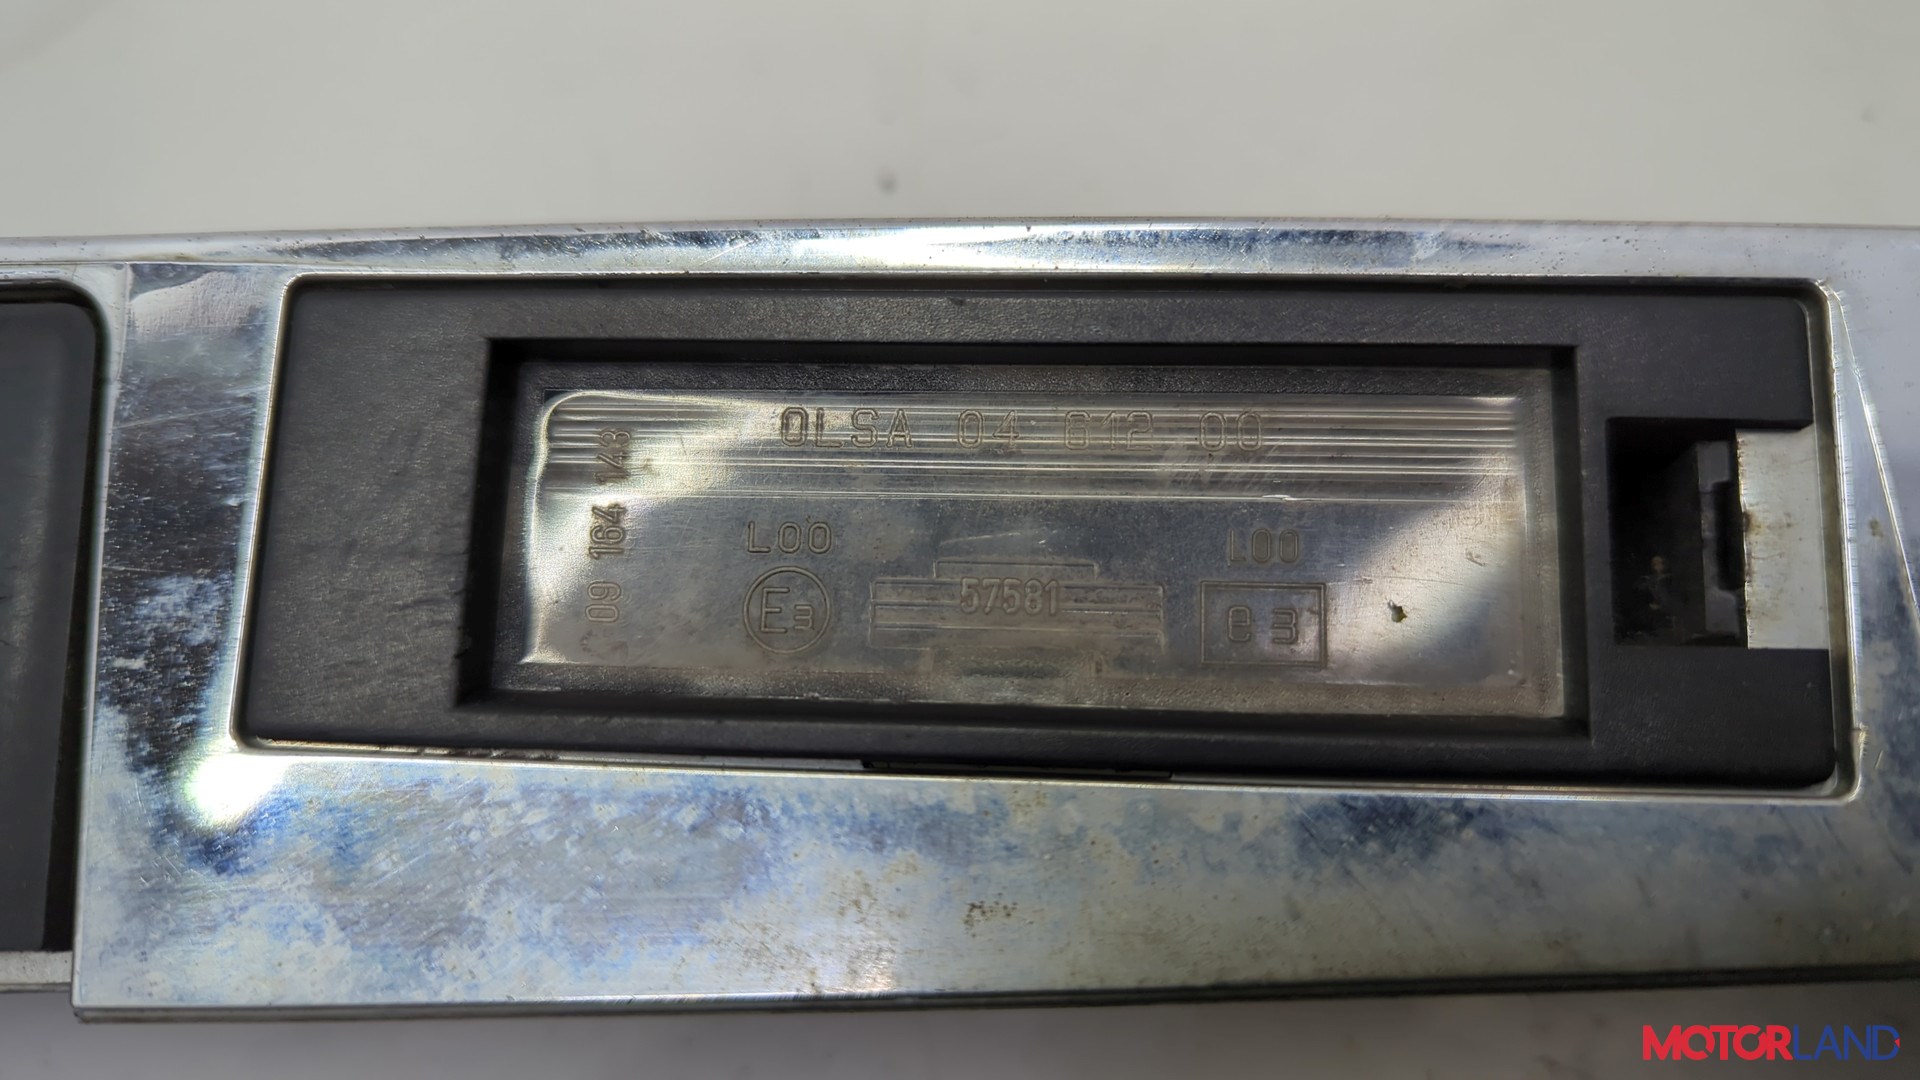 OLSA 04 612 00
09 164 143
L00
L00
E3
57581
e3
MOTORLAND